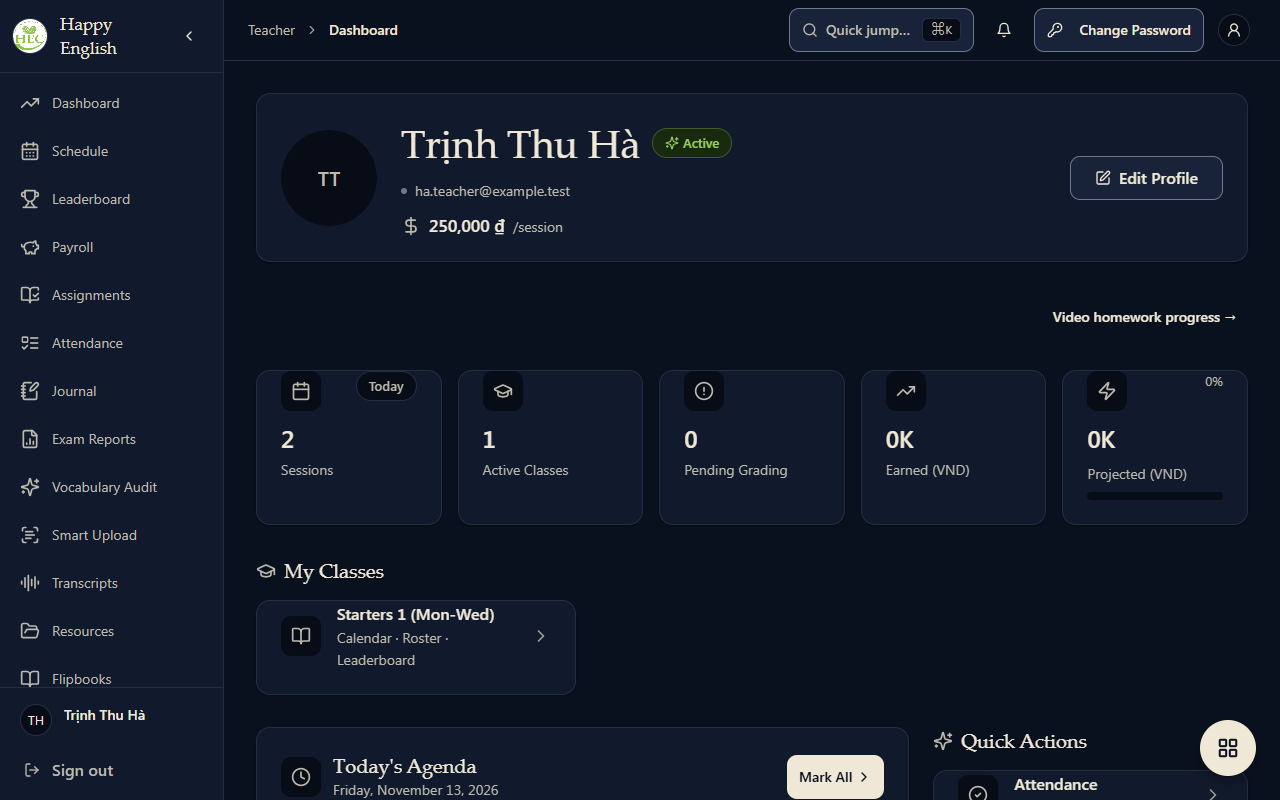 HEC
Happy
English
Teacher
Dashboard
Quick jump...
⌘K
Change Password
Dashboard
Schedule
Leaderboard
Payroll
Assignments
Attendance
Journal
Exam Reports
Vocabulary Audit
Smart Upload
Transcripts
Resources
Flipbooks
TH
Trịnh Thu Hà
Sign out
TT
Trịnh Thu Hà
Active
ha.teacher@example.test
250,000 ₫ /session
Edit Profile
Video homework progress →
Today
2
Sessions
1
Active Classes
0
Pending Grading
0K
Earned (VND)
0%
0K
Projected (VND)
My Classes
Starters 1 (Mon-Wed)
Calendar · Roster ·
Leaderboard
Today's Agenda
Friday, November 13, 2026
Mark All
Quick Actions
Attendance